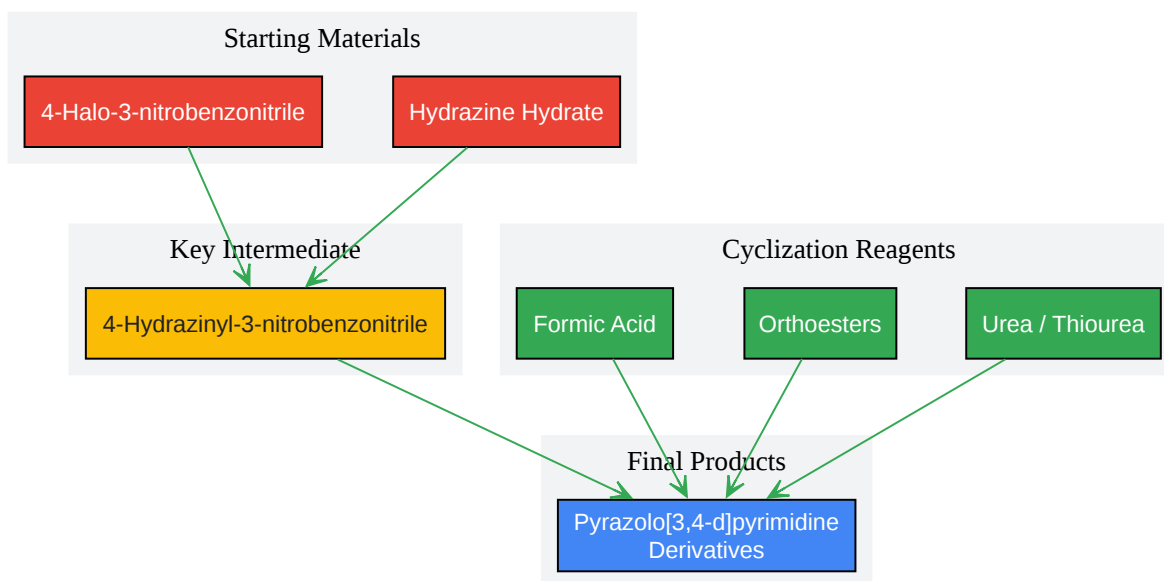 Starting Materials
4-Halo-3-nitrobenzonitrile
Hydrazine Hydrate
Key Intermediate
4-Hydrazinyl-3-nitrobenzonitrile
Cyclization Reagents
Formic Acid
Orthoesters
Urea / Thiourea
Final Products
Pyrazolo[3,4-d]pyrimidine
Derivatives